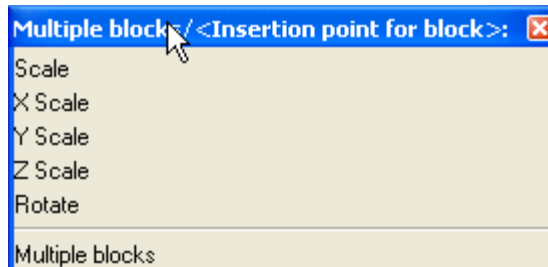 Multiple blocks/<Insertion point for block>:
Scale
X Scale
Y Scale
Z Scale
Rotate
Multiple blocks